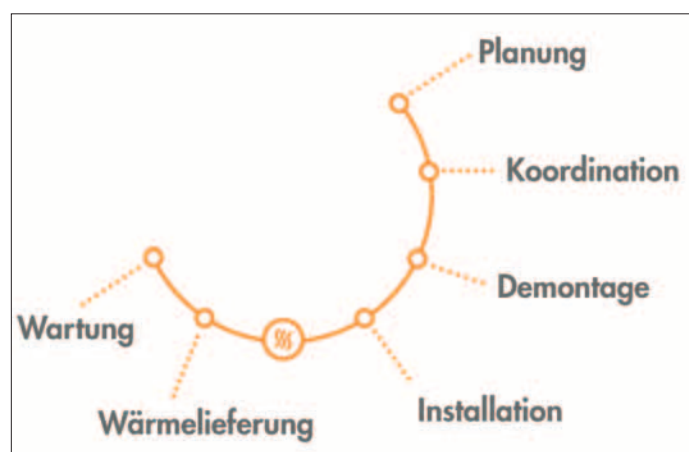 Planung
Koordination
Demontage
Installation
Wärmelieferung
Wartung